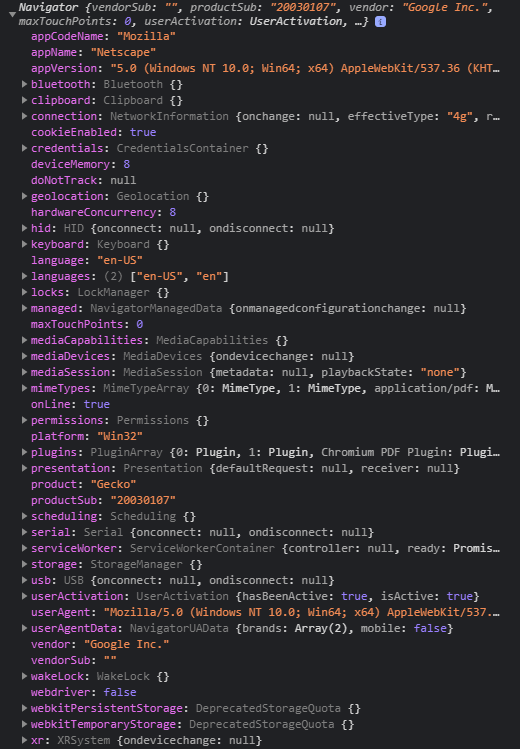 Navigator {vendorSub: "", productSub: "20030107", vendor: "Google Inc.",
maxTouchPoints: 0, userActivation: UserActivation, …} i
appCodeName: "Mozilla"
appName: "Netscape"
appVersion: "5.0 (Windows NT 10.0; Win64; x64) AppleWebKit/537.36 (KHT…
bluetooth: Bluetooth {}
clipboard: Clipboard {}
connection: NetworkInformation {onchange: null, effectiveType: "4g", r…
cookieEnabled: true
credentials: CredentialsContainer {}
deviceMemory: 8
doNotTrack: null
geolocation: Geolocation {}
hardwareConcurrency: 8
hid: HID {onconnect: null, ondisconnect: null}
keyboard: Keyboard {}
language: "en-US"
languages: (2) ["en-US", "en"]
locks: LockManager {}
managed: NavigatorManagedData {onmanagedconfigurationchange: null}
maxTouchPoints: 0
mediaCapabilities: MediaCapabilities {}
mediaDevices: MediaDevices {ondevicechange: null}
mediaSession: MediaSession {metadata: null, playbackState: "none"}
mimeTypes: MimeTypeArray {0: MimeType, 1: MimeType, application/pdf: M…
onLine: true
permissions: Permissions {}
platform: "Win32"
plugins: PluginArray {0: Plugin, 1: Plugin, Chromium PDF Plugin: Plugi…
presentation: Presentation {defaultRequest: null, receiver: null}
product: "Gecko"
productSub: "20030107"
scheduling: Scheduling {}
serial: Serial {onconnect: null, ondisconnect: null}
serviceWorker: ServiceWorkerContainer {controller: null, ready: Promis…
storage: StorageManager {}
usb: USB {onconnect: null, ondisconnect: null}
userActivation: UserActivation {hasBeenActive: true, isActive: true}
userAgent: "Mozilla/5.0 (Windows NT 10.0; Win64; x64) AppleWebKit/537.…
userAgentData: NavigatorUAData {brands: Array(2), mobile: false}
vendor: "Google Inc."
vendorSub: ""
wakeLock: WakeLock {}
webdriver: false
webkitPersistentStorage: DeprecatedStorageQuota {}
webkitTemporaryStorage: DeprecatedStorageQuota {}
xr: XRSystem {ondevicechange: null}